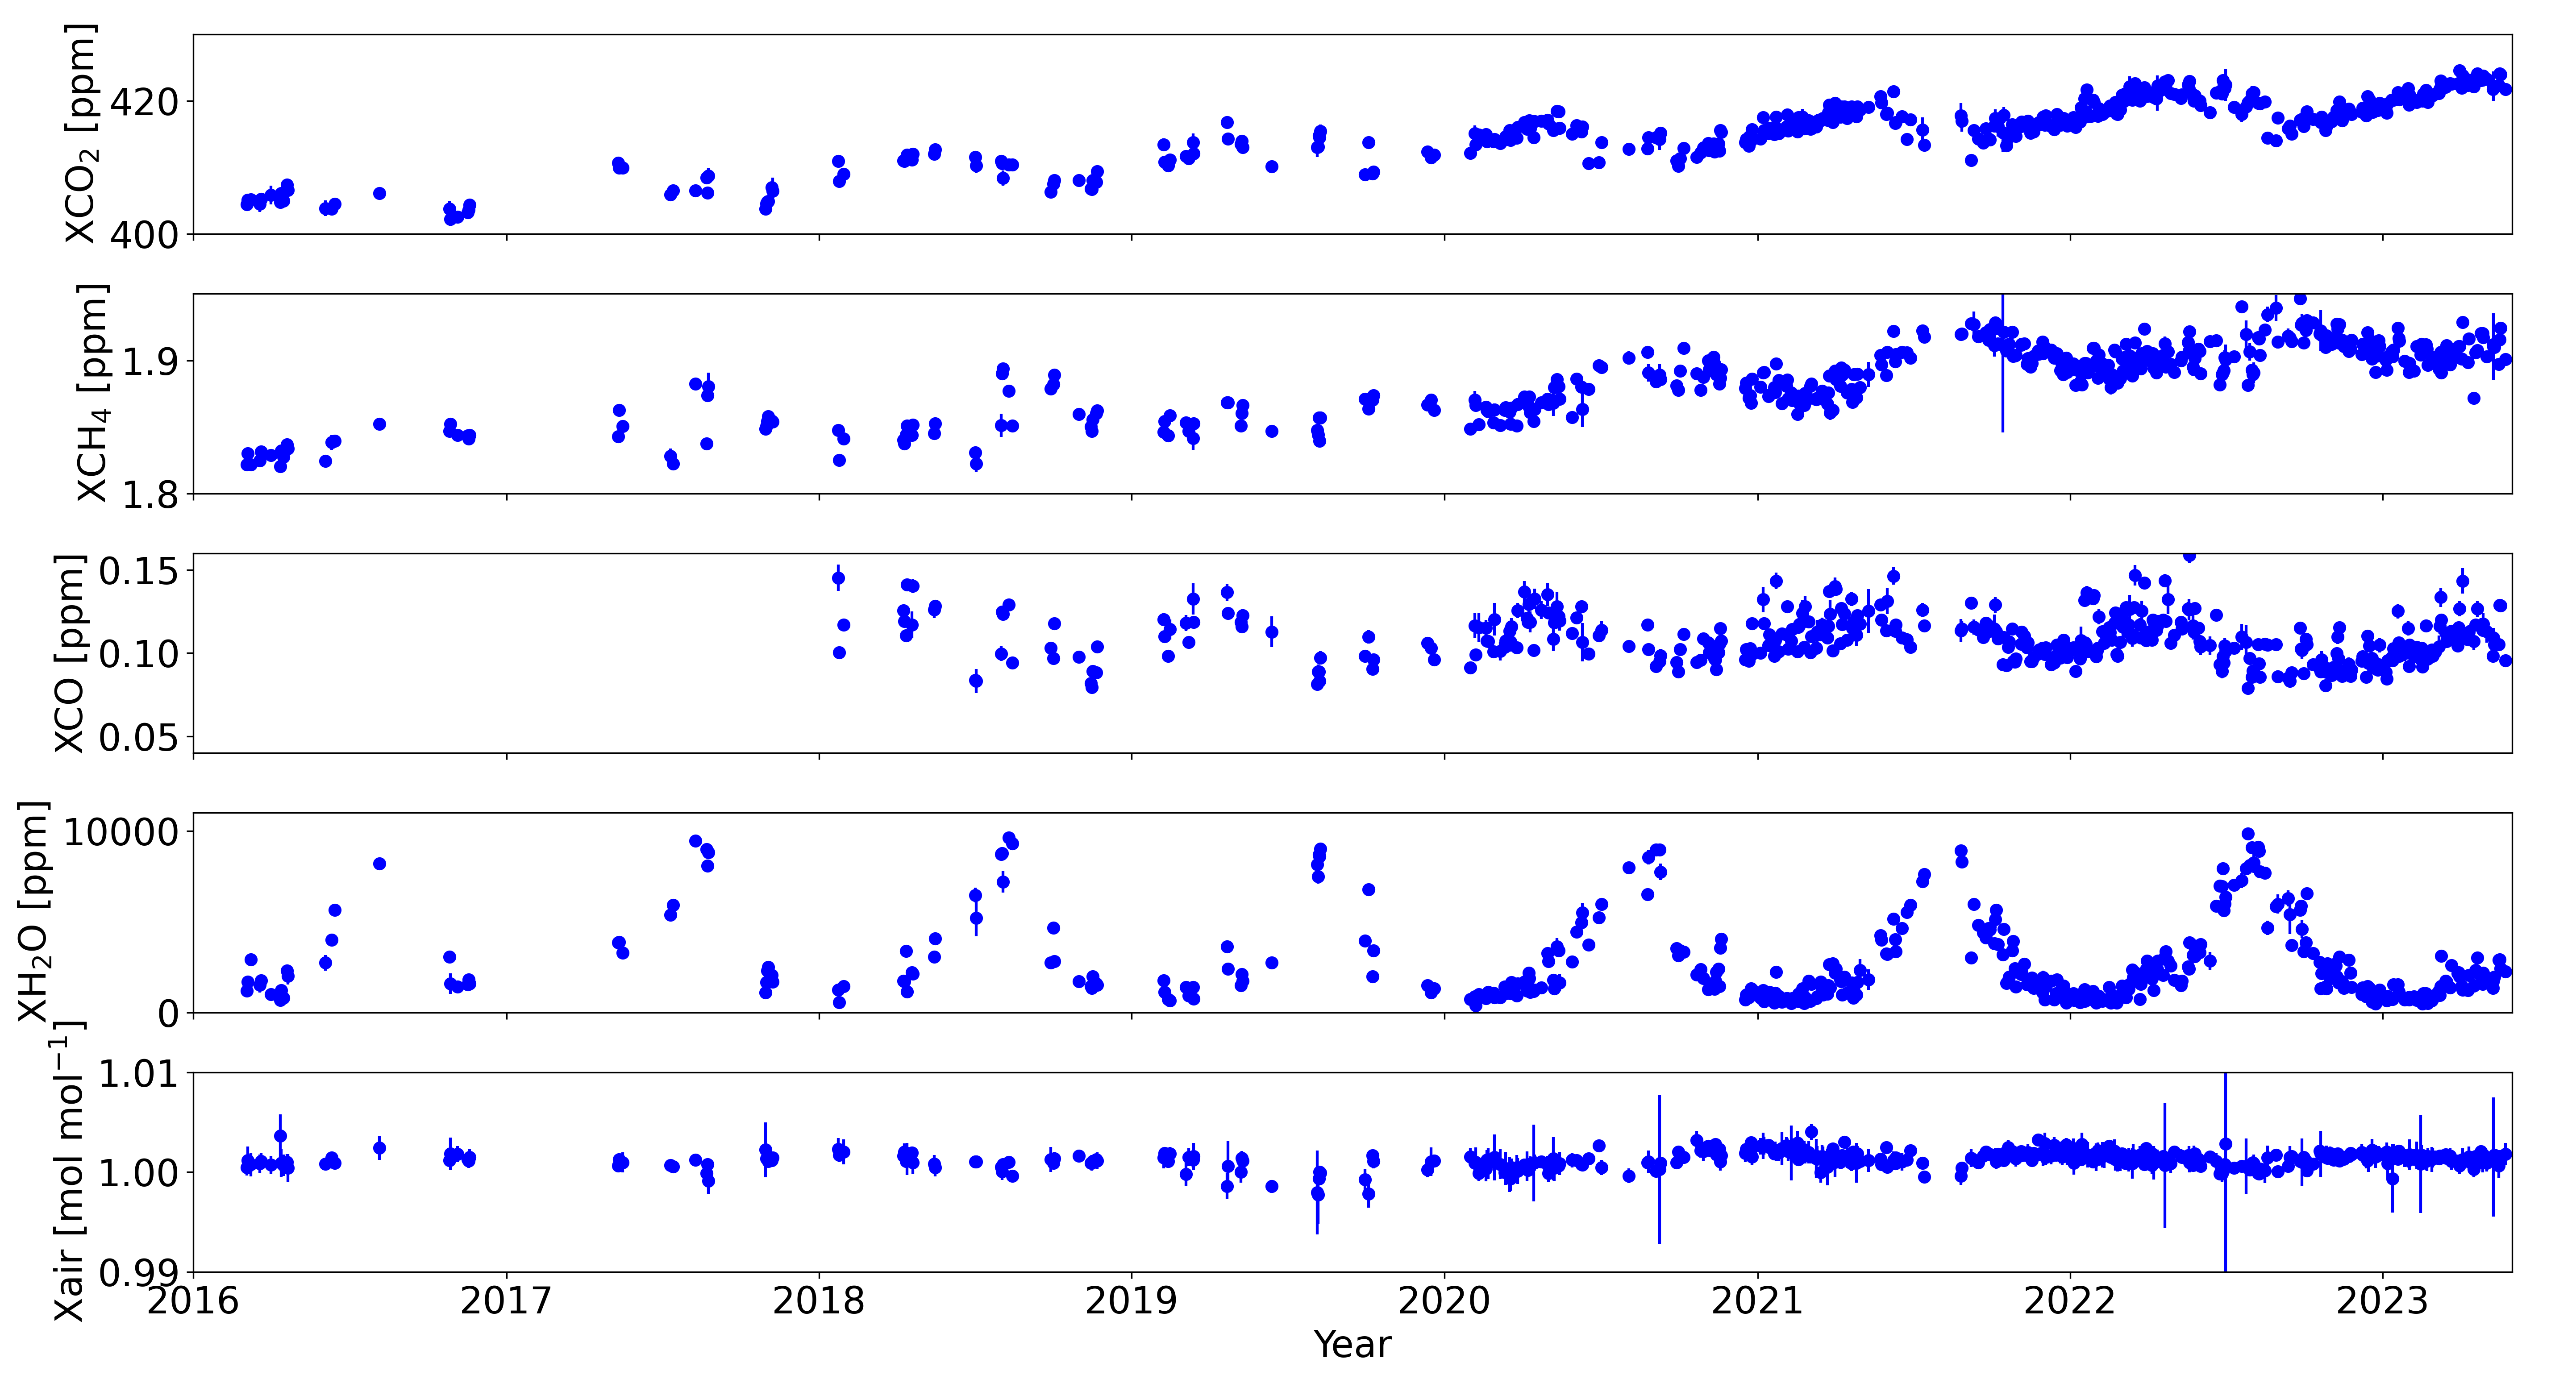 XCO₂ [ppm]
420
400
XCH₄ [ppm]
1.9
1.8
XCO [ppm]
0.15
0.10
0.05
XH₂O [ppm]
10000
0
Xair [mol mol⁻¹]
1.01
1.00
0.99
2016 2017 2018 2019 2020 2021 2022 2023
Year